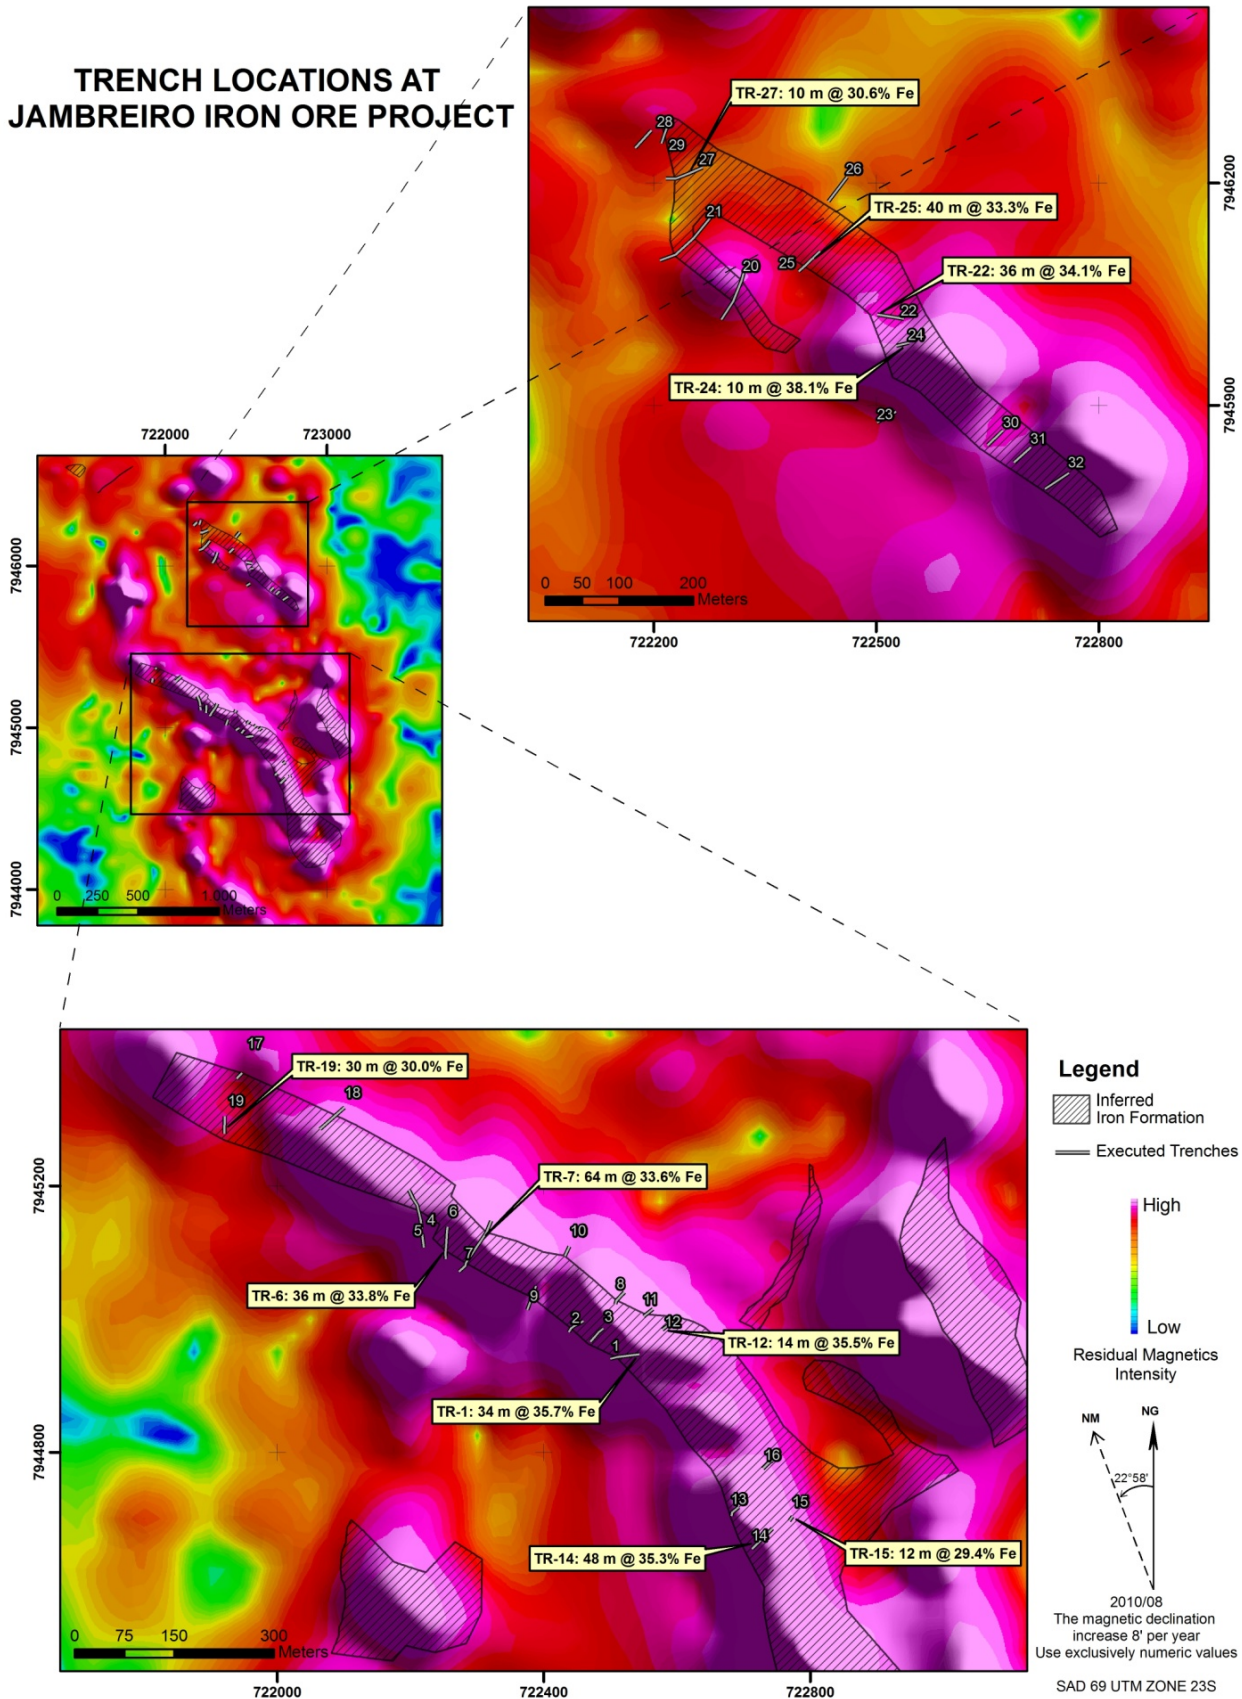 TRENCH LOCATIONS AT
JAMBREIRO IRON ORE PROJECT
TR-27: 10 m @ 30.6% Fe
28
29
27
26
21
TR-25: 40 m @ 33.3% Fe
20
25
TR-22: 36 m @ 34.1% Fe
22
24
TR-24: 10 m @ 38.1% Fe
23
30
31
32
0 50 100 200
Meters
7946200
7945900
722200 722500 722800
722000 723000
7946000
7945000
7944000
0 250 500 1.000
Meters
17
TR-19: 30 m @ 30.0% Fe
19
18
TR-7: 64 m @ 33.6% Fe
6
4
5
7
10
TR-6: 36 m @ 33.8% Fe
9
8
2
3
11
12
1
TR-12: 14 m @ 35.5% Fe
TR-1: 34 m @ 35.7% Fe
16
13
15
14
TR-14: 48 m @ 35.3% Fe
TR-15: 12 m @ 29.4% Fe
0 75 150 300
Meters
7945200
7944800
722000 722400 722800
Legend
Inferred
Iron Formation
Executed Trenches
High
Low
Residual Magnetics
Intensity
NM NG
22°58'
2010/08
The magnetic declination
increase 8' per year
Use exclusively numeric values
SAD 69 UTM ZONE 23S